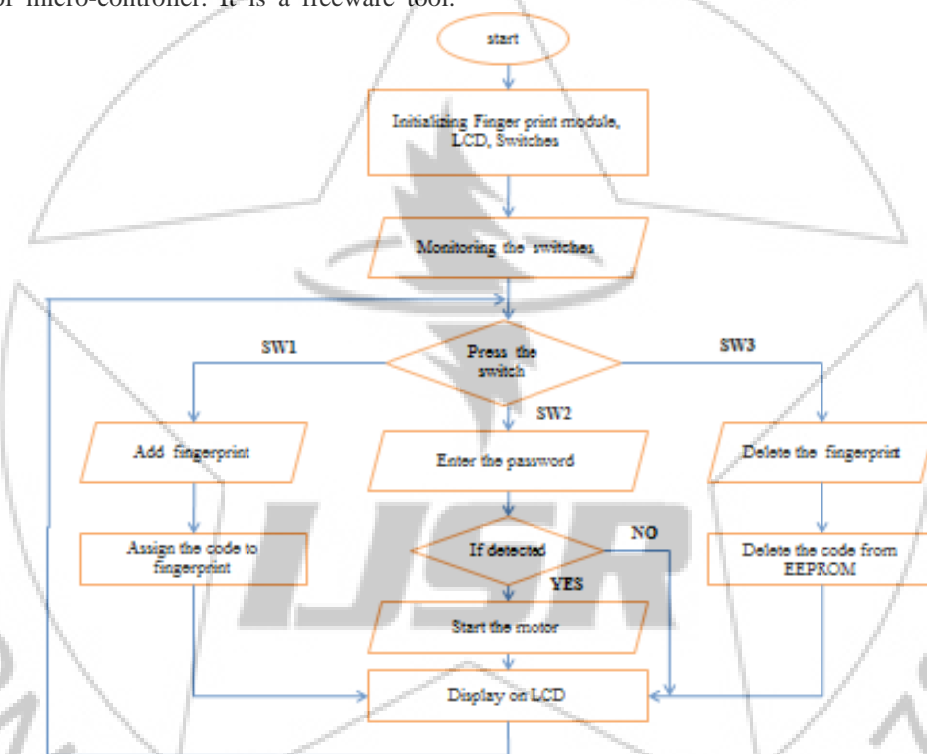 or micro-controller. It is a freeware tool.
start
Initializing Finger print module,
LCD, Switches
Monitoring the switches
Press the
switch
SW1
SW3
SW2
Add fingerprint
Enter the password
Delete the fingerprint
If detected
NO
YES
Assign the code to
fingerprint
Delete the code from
EEPROM
Start the motor
Display on LCD
IJSR